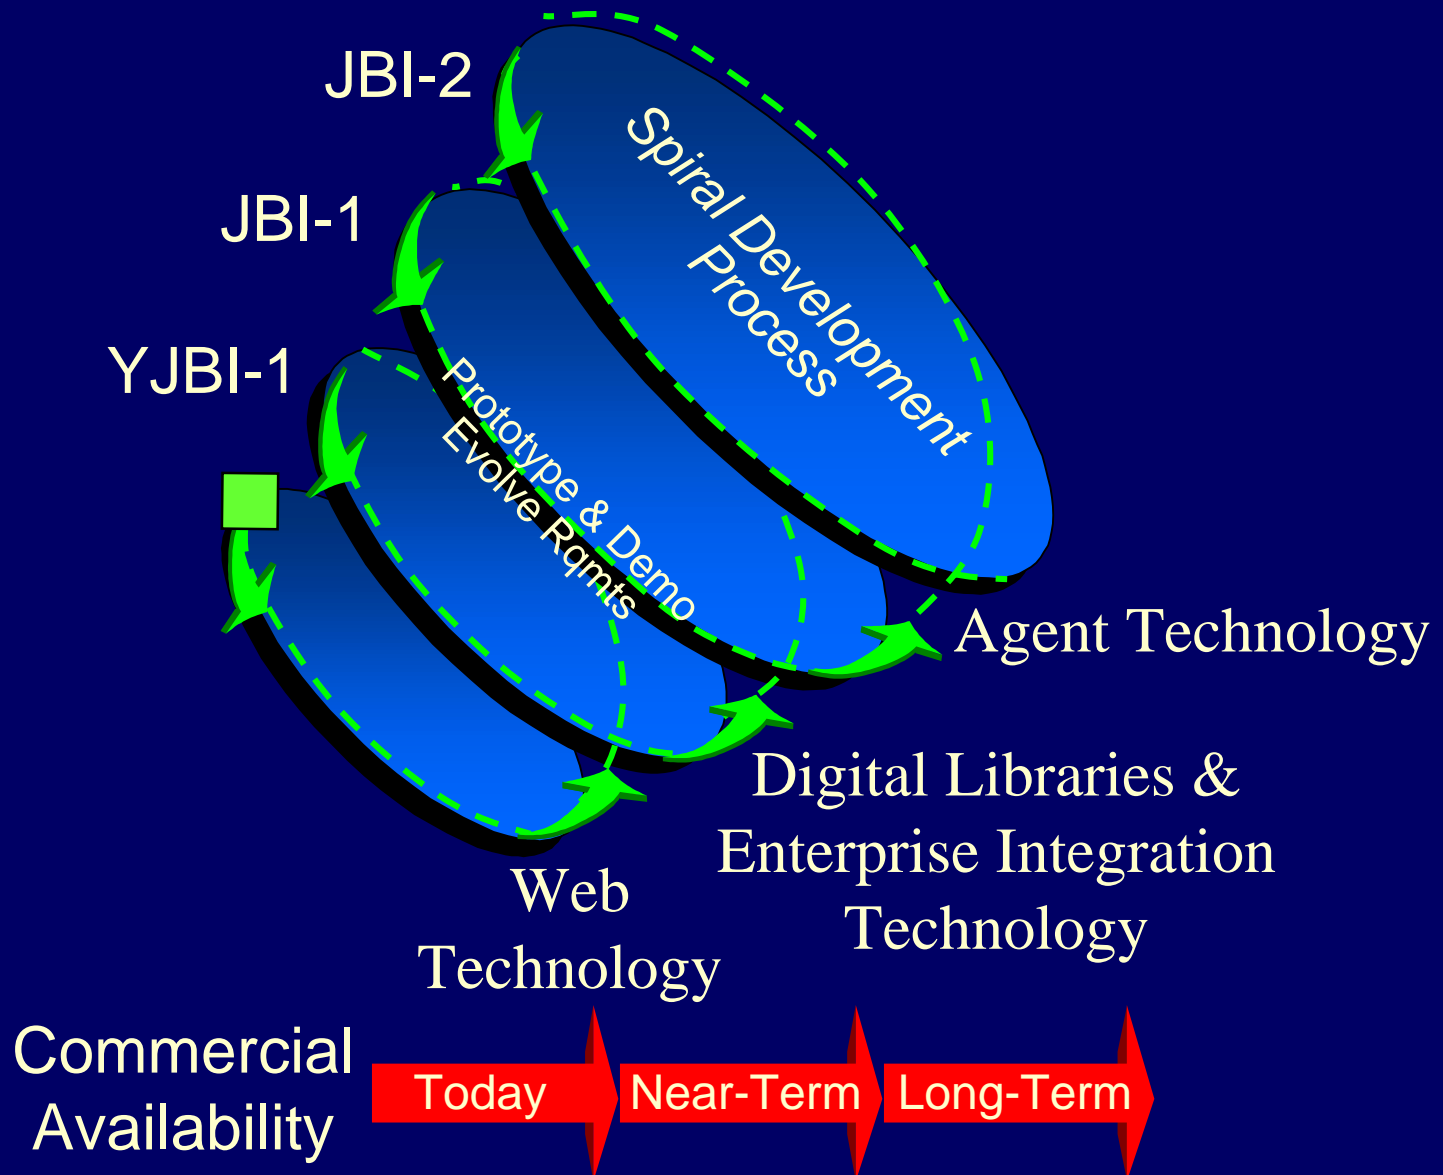 JBI-2
JBI-1
YJBI-1
Spiral Development
Process
Prototype & Demo
Evolve Rqmts
Agent Technology
Digital Libraries &
Enterprise Integration
Technology
Web
Technology
Commercial
Availability
Today
Near-Term
Long-Term